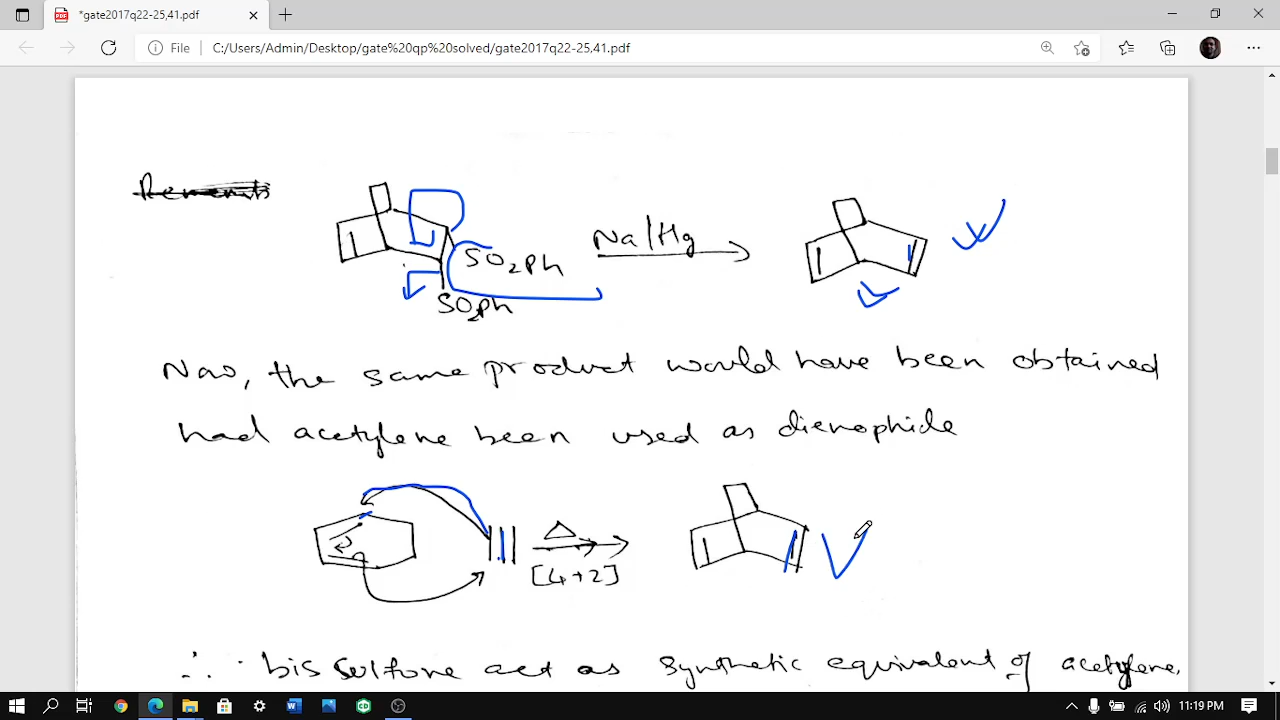 *gate2017q22-25,41.pdf
File C:/Users/Admin/Desktop/gate%20qp%20solved/gate2017q22-25,41.pdf
SO2Ph
SO2Ph
Na/Hg
Now, the same product would have been obtained
had acetylene been used as dienophide
Δ
[4+2]
∴ bis sulfone act as synthetic equivalent of acetylene.
11:19 PM